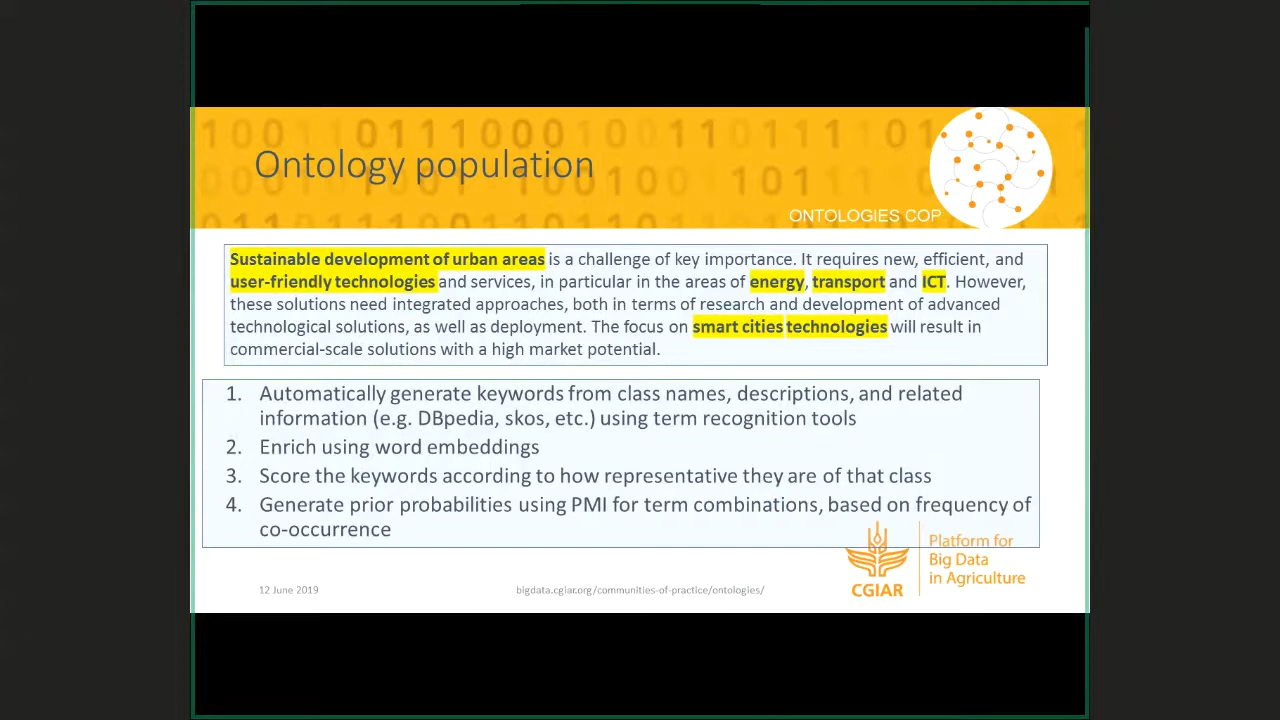 Ontology population
ONTOLOGIES COP
Sustainable development of urban areas is a challenge of key importance. It requires new, efficient, and
user-friendly technologies and services, in particular in the areas of energy, transport and ICT. However,
these solutions need integrated approaches, both in terms of research and development of advanced
technological solutions, as well as deployment. The focus on smart cities technologies will result in
commercial-scale solutions with a high market potential.
1. Automatically generate keywords from class names, descriptions, and related
information (e.g. DBpedia, skos, etc.) using term recognition tools
2. Enrich using word embeddings
3. Score the keywords according to how representative they are of that class
4. Generate prior probabilities using PMI for term combinations, based on frequency of
co-occurrence
12 June 2019
bigdata.cgiar.org/communities-of-practice/ontologies/
CGIAR
Platform for
Big Data
in Agriculture